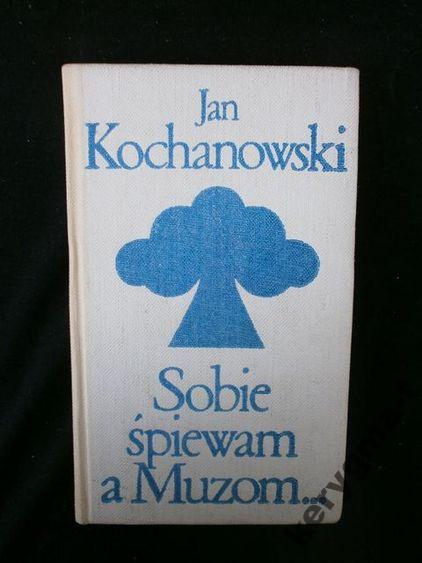 Jan
Kochanowski
Sobie
śpiewam
a Muzom...